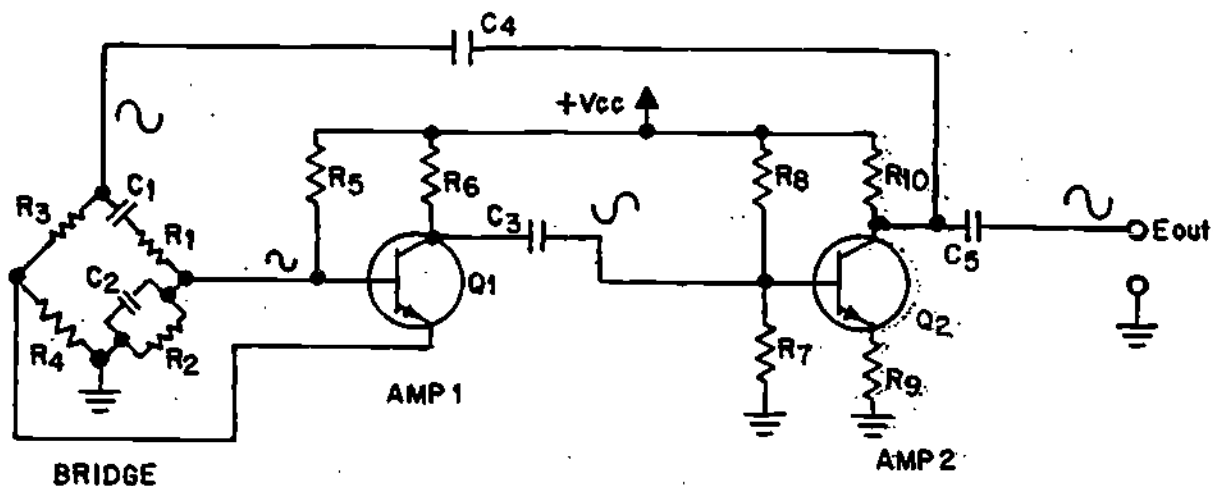 C4
+Vcc
R3
C1
R5
R6
R8
R10
R1
C3
C5
Eout
C2
Q1
Q2
R4
R2
R7
R9
AMP 1
AMP 2
BRIDGE